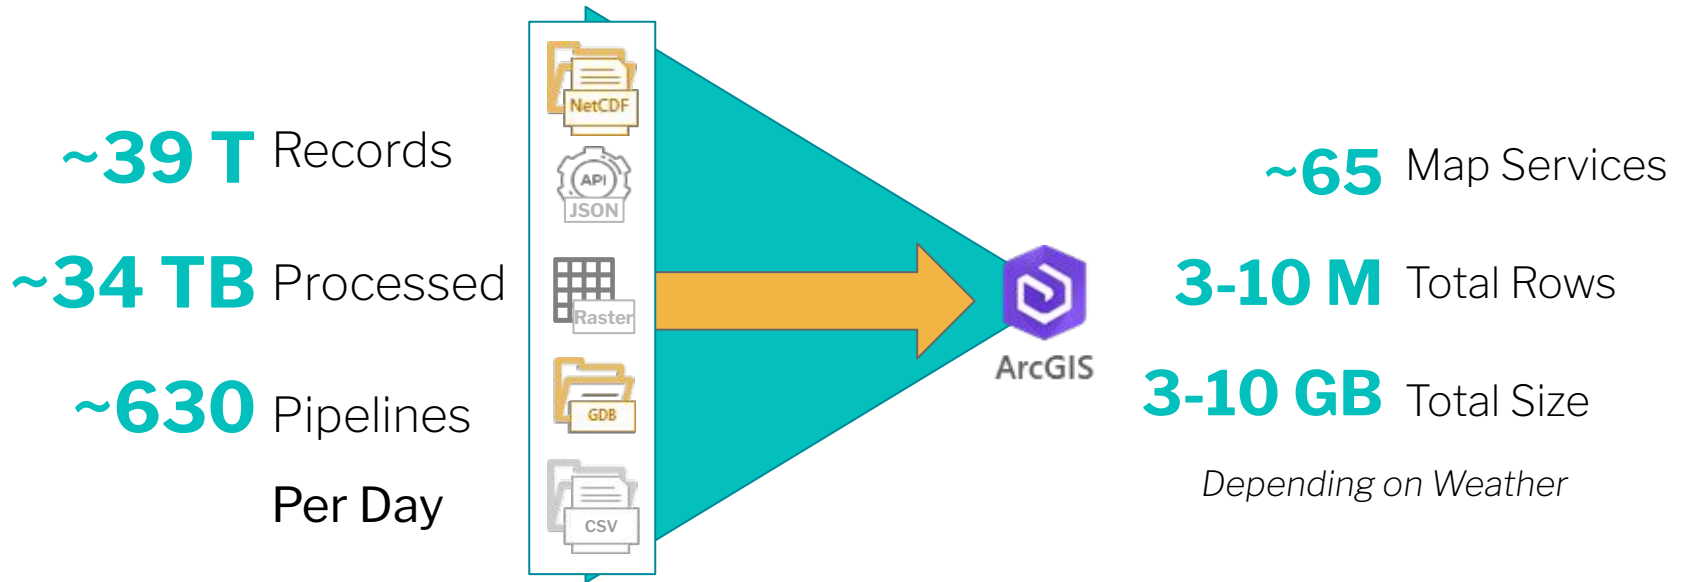 ~39 T Records
~34 TB Processed
~630 Pipelines
Per Day
NetCDF
API
JSON
Raster
GDB
CSV
ArcGIS
~65 Map Services
3-10 M Total Rows
3-10 GB Total Size
Depending on Weather